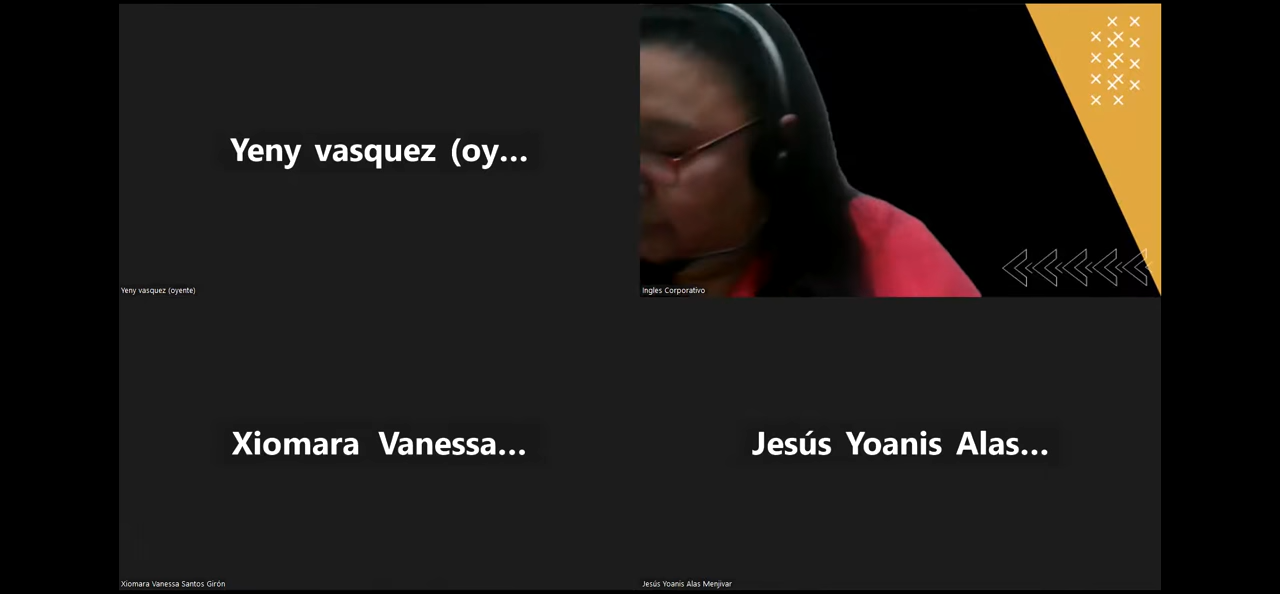 Yeny vasquez (oy...
Yeny vasquez (oyente)
Ingles Corporativo
Xiomara Vanessa...
Jesús Yoanis Alas...
Xiomara Vanessa Santos Girón
Jesús Yoanis Alas Menjivar